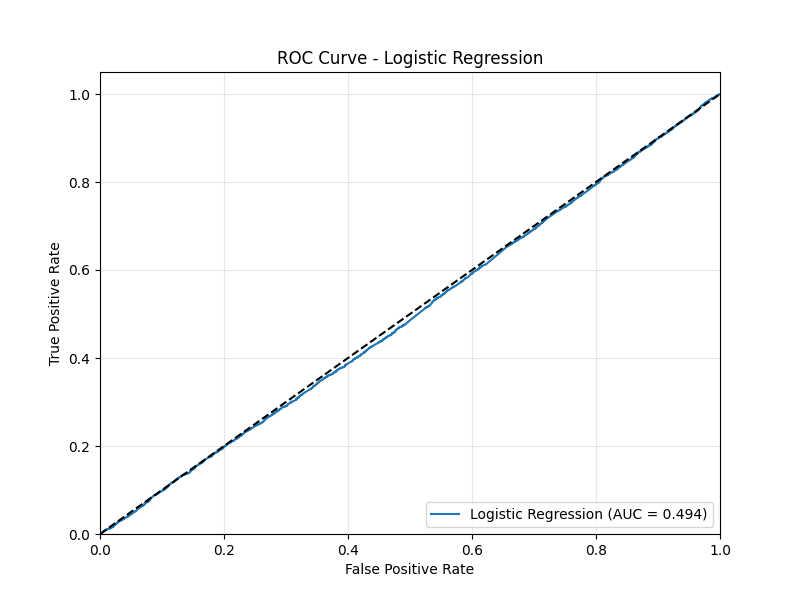 ROC Curve - Logistic Regression
1.0
0.8
0.6
0.4
0.2
0.0
True Positive Rate
Logistic Regression (AUC = 0.494)
0.0 0.2 0.4 0.6 0.8 1.0
False Positive Rate